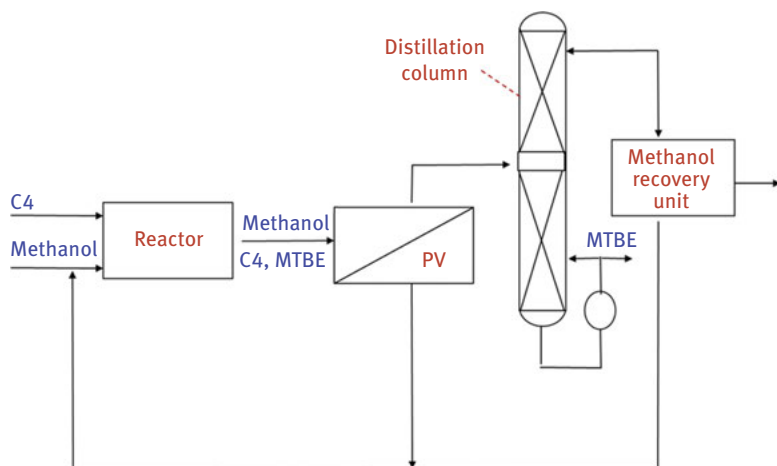 Distillation
column
C4
Methanol
Reactor
Methanol
C4, MTBE
PV
Methanol
recovery
unit
MTBE